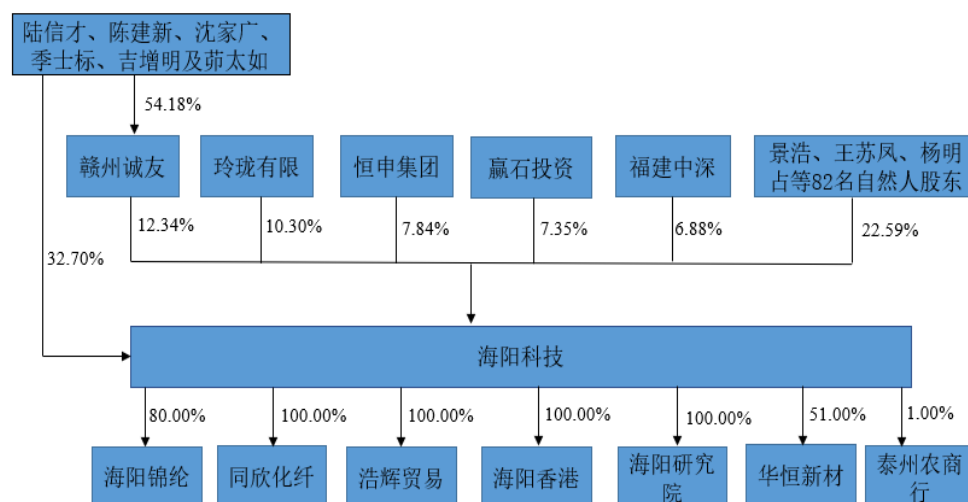 陆信才、陈建新、沈家广、
季士标、吉增明及茆太如
54.18%
赣州诚友
玲珑有限
恒申集团
赢石投资
福建中深
景浩、王苏凤、杨明
占等82名自然人股东
12.34%
10.30%
7.84%
7.35%
6.88%
22.59%
32.70%
海阳科技
80.00%
100.00%
100.00%
100.00%
100.00%
51.00%
1.00%
海阳锦纶
同欣化纤
浩辉贸易
海阳香港
海阳研究
院
华恒新材
泰州农商
行